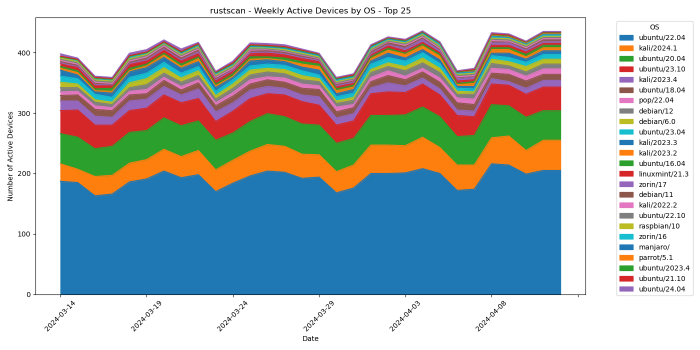 rustscan - Weekly Active Devices by OS - Top 25
Number of Active Devices
400
300
200
100
0
2024-03-14
2024-03-19
2024-03-24
2024-03-29
2024-04-03
2024-04-08
Date
OS
ubuntu/22.04
kali/2024.1
ubuntu/20.04
ubuntu/23.10
kali/2023.4
ubuntu/18.04
pop/22.04
debian/12
debian/6.0
ubuntu/23.04
kali/2023.3
kali/2023.2
ubuntu/16.04
linuxmint/21.3
zorin/17
debian/11
kali/2022.2
ubuntu/22.10
raspbian/10
zorin/16
manjaro/
parrot/5.1
ubuntu/2023.4
ubuntu/21.10
ubuntu/24.04